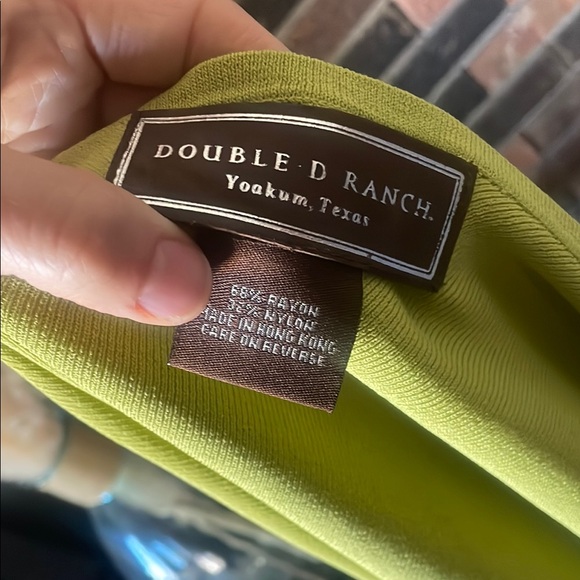 DOUBLE·D RANCH.
Yoakum, Texas
68% RAYON
32% NYLON
MADE IN HONG KONG
CARE ON REVERSE